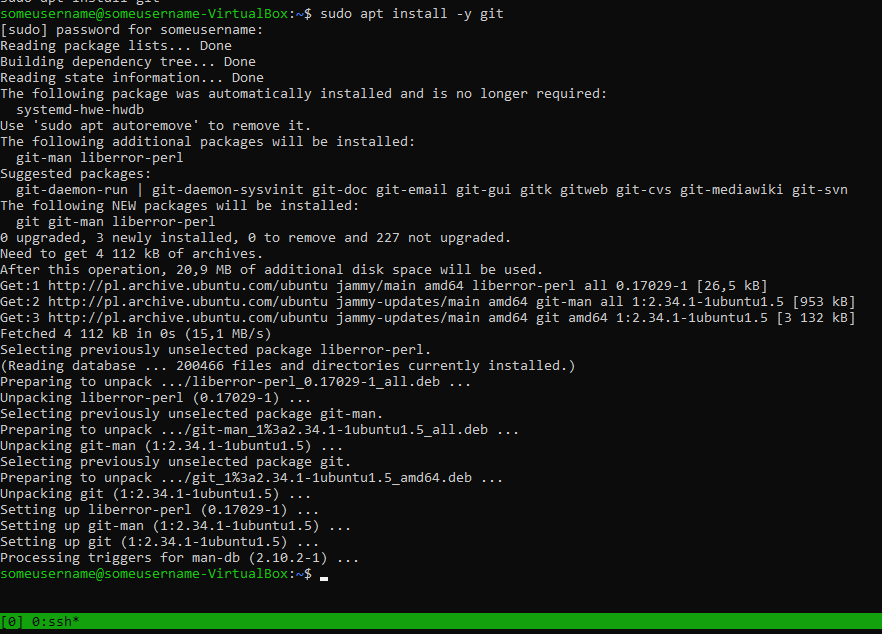 someusername@someusername-VirtualBox:~$ sudo apt install -y git
[sudo] password for someusername:
Reading package lists... Done
Building dependency tree... Done
Reading state information... Done
The following package was automatically installed and is no longer required:
  systemd-hwe-hwdb
Use 'sudo apt autoremove' to remove it.
The following additional packages will be installed:
  git-man liberror-perl
Suggested packages:
  git-daemon-run | git-daemon-sysvinit git-doc git-email git-gui gitk gitweb git-cvs git-mediawiki git-svn
The following NEW packages will be installed:
  git git-man liberror-perl
0 upgraded, 3 newly installed, 0 to remove and 227 not upgraded.
Need to get 4 112 kB of archives.
After this operation, 20,9 MB of additional disk space will be used.
Get:1 http://pl.archive.ubuntu.com/ubuntu jammy/main amd64 liberror-perl all 0.17029-1 [26,5 kB]
Get:2 http://pl.archive.ubuntu.com/ubuntu jammy-updates/main amd64 git-man all 1:2.34.1-1ubuntu1.5 [953 kB]
Get:3 http://pl.archive.ubuntu.com/ubuntu jammy-updates/main amd64 git amd64 1:2.34.1-1ubuntu1.5 [3 132 kB]
Fetched 4 112 kB in 0s (15,1 MB/s)
Selecting previously unselected package liberror-perl.
(Reading database ... 200466 files and directories currently installed.)
Preparing to unpack .../liberror-perl_0.17029-1_all.deb ...
Unpacking liberror-perl (0.17029-1) ...
Selecting previously unselected package git-man.
Preparing to unpack .../git-man_1%3a2.34.1-1ubuntu1.5_all.deb ...
Unpacking git-man (1:2.34.1-1ubuntu1.5) ...
Selecting previously unselected package git.
Preparing to unpack .../git_1%3a2.34.1-1ubuntu1.5_amd64.deb ...
Unpacking git (1:2.34.1-1ubuntu1.5) ...
Setting up liberror-perl (0.17029-1) ...
Setting up git-man (1:2.34.1-1ubuntu1.5) ...
Setting up git (1:2.34.1-1ubuntu1.5) ...
Processing triggers for man-db (2.10.2-1) ...
someusername@someusername-VirtualBox:~$
[0] 0:ssh*